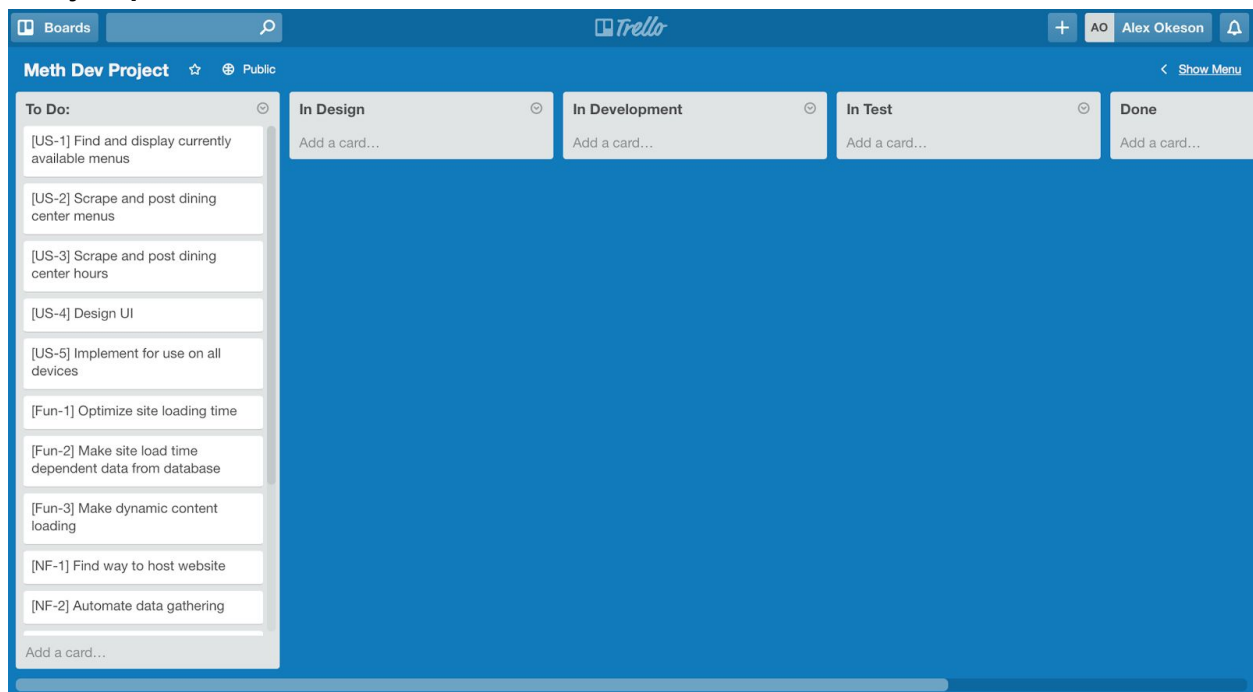 Boards
Trello
AO Alex Okeson
Meth Dev Project
Public
Show Menu
To Do:
[US-1] Find and display currently
available menus
[US-2] Scrape and post dining
center menus
[US-3] Scrape and post dining
center hours
[US-4] Design UI
[US-5] Implement for use on all
devices
[Fun-1] Optimize site loading time
[Fun-2] Make site load time
dependent data from database
[Fun-3] Make dynamic content
loading
[NF-1] Find way to host website
[NF-2] Automate data gathering
Add a card...
In Design
Add a card...
In Development
Add a card...
In Test
Add a card...
Done
Add a card...